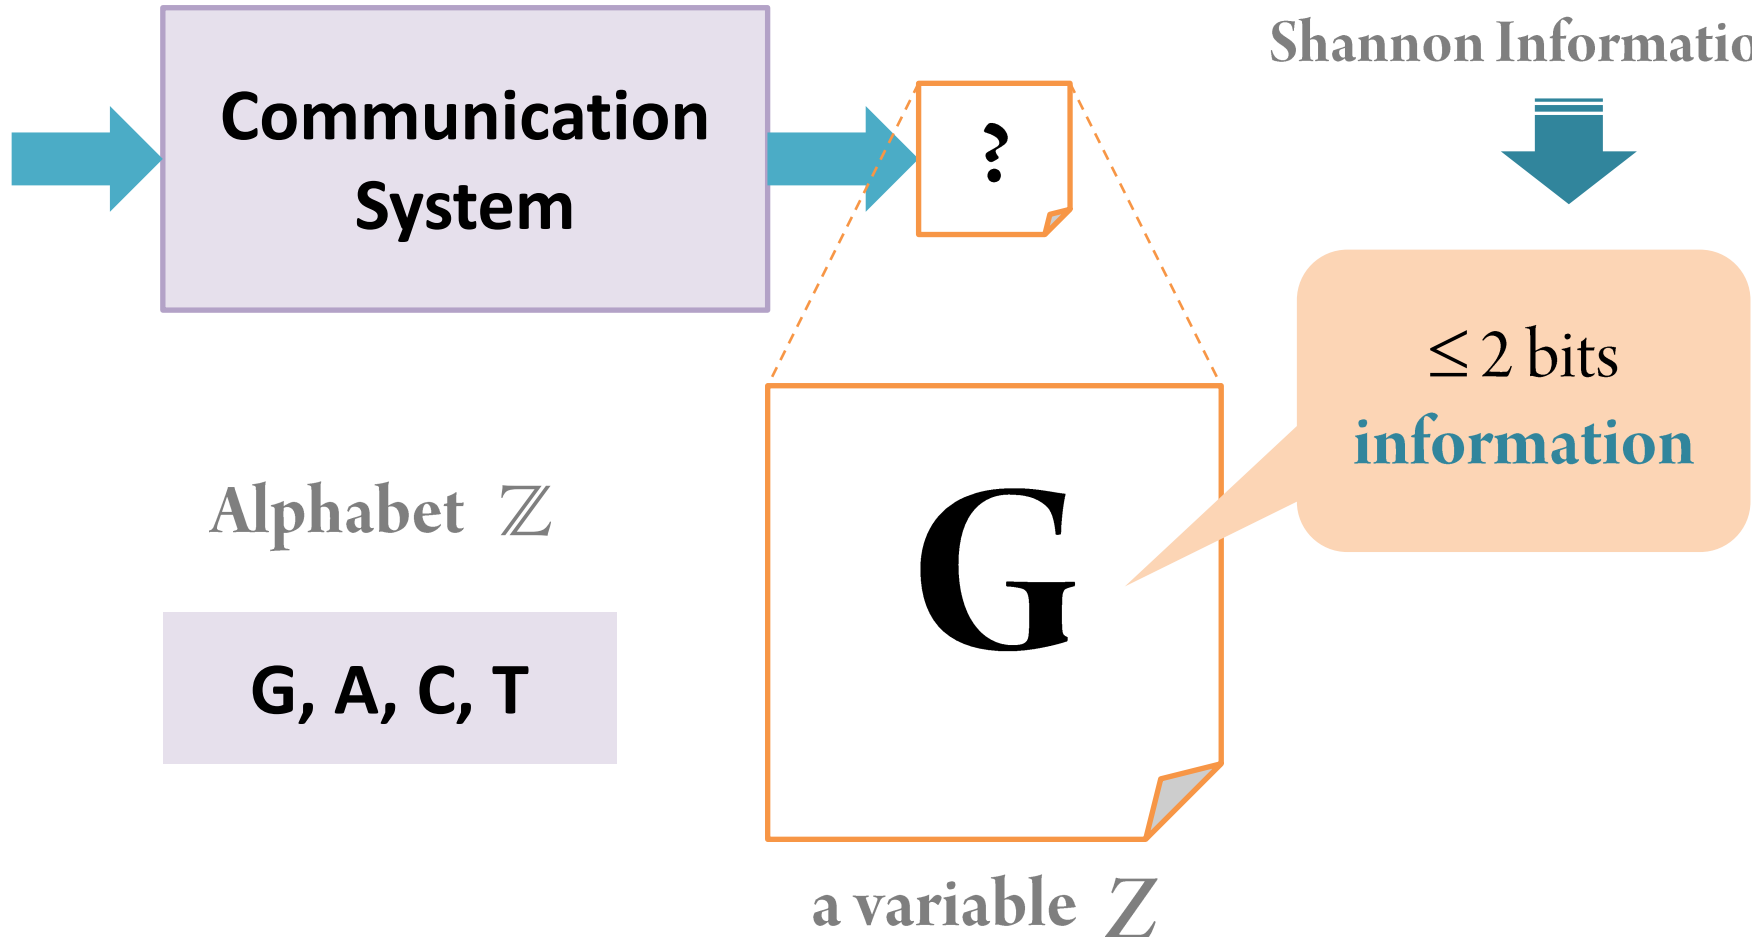 Communication
System
?
Shannon Informatio
≤ 2 bits
information
G
Alphabet ℤ
G, A, C, T
a variable Z